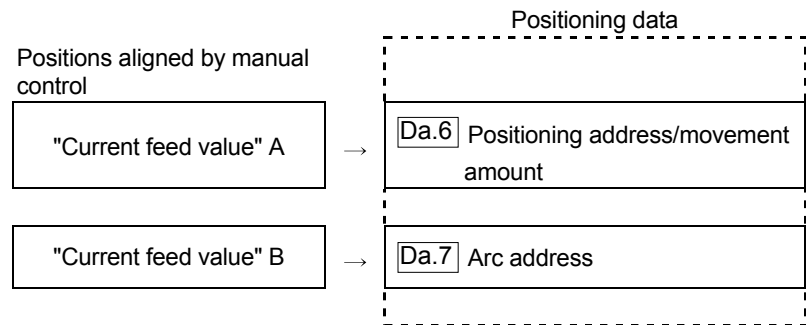 Positioning data
Positions aligned by manual
control
"Current feed value" A
→
Da.6 Positioning address/movement
amount
"Current feed value" B
→
Da.7 Arc address